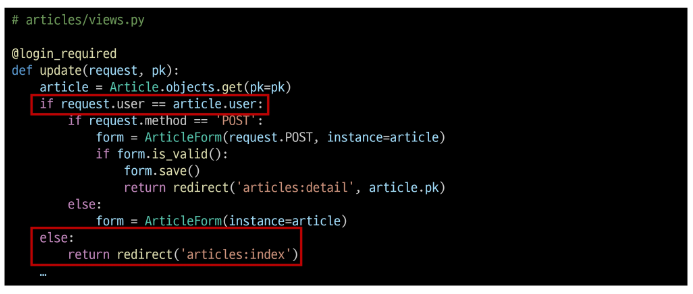 # articles/views.py
@login_required
def update(request, pk):
    article = Article.objects.get(pk=pk)
    if request.user == article.user:
        if request.method == 'POST':
            form = ArticleForm(request.POST, instance=article)
            if form.is_valid():
                form.save()
                return redirect('articles:detail', article.pk)
        else:
            form = ArticleForm(instance=article)
    else:
        return redirect('articles:index')
    …